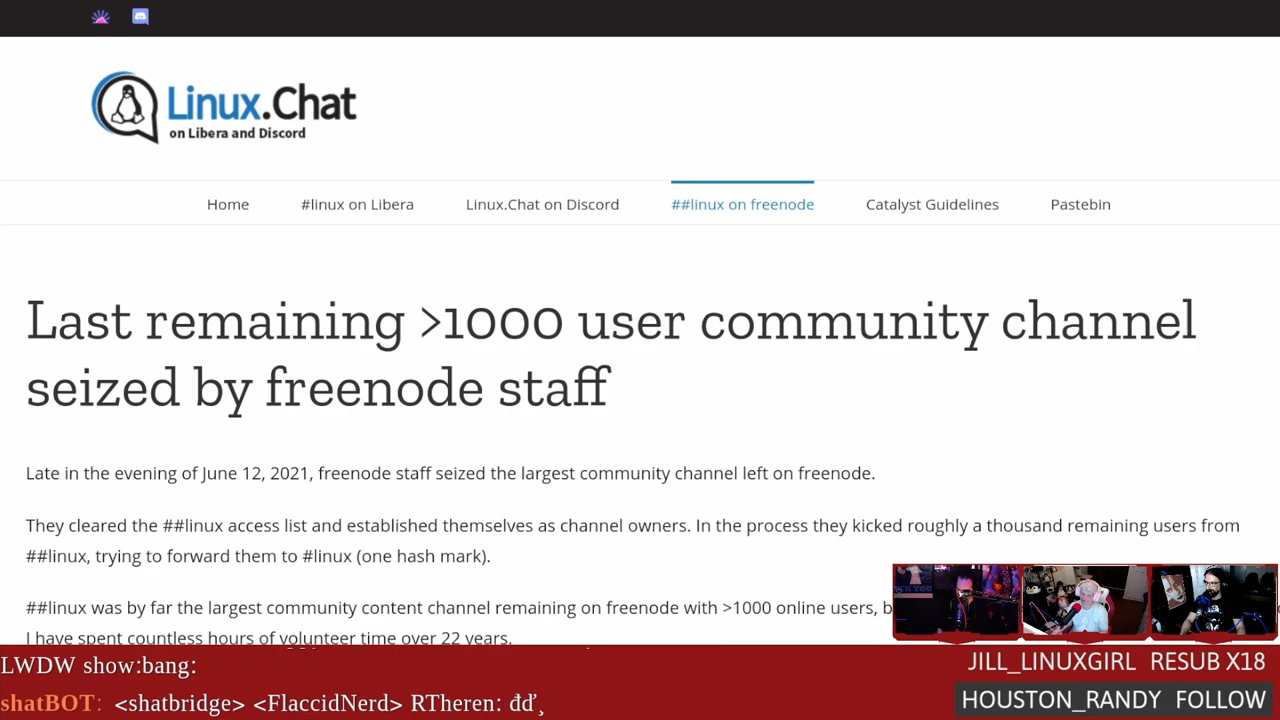 Linux.Chat
on Libera and Discord
Home #linux on Libera Linux.Chat on Discord ##linux on freenode Catalyst Guidelines Pastebin
Last remaining >1000 user community channel
seized by freenode staff
Late in the evening of June 12, 2021, freenode staff seized the largest community channel left on freenode.
They cleared the ##linux access list and established themselves as channel owners. In the process they kicked roughly a thousand remaining users from
##linux, trying to forward them to #linux (one hash mark).
##linux was by far the largest community content channel remaining on freenode with >1000 online users,
I have spent countless hours of volunteer time over 22 years.
LWDW show:bang:
JILL_LINUXGIRL RESUB X18
shatBOT: <shatbridge> <FlaccidNerd> RTheren: đď¸
HOUSTON_RANDY FOLLOW